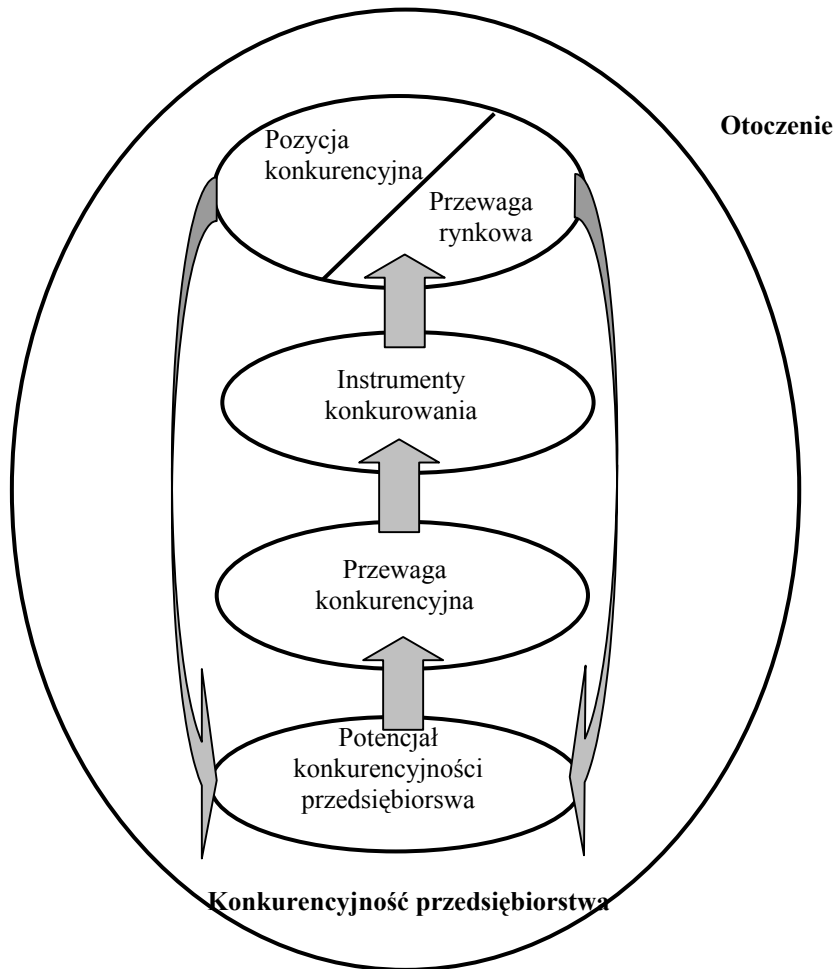 Otoczenie
Pozycja
konkurencyjna
Przewaga
rynkowa
Instrumenty
konkurowania
Przewaga
konkurencyjna
Potencjał
konkurencyjności
przedsiębiorswa
Konkurencyjność przedsiębiorstwa